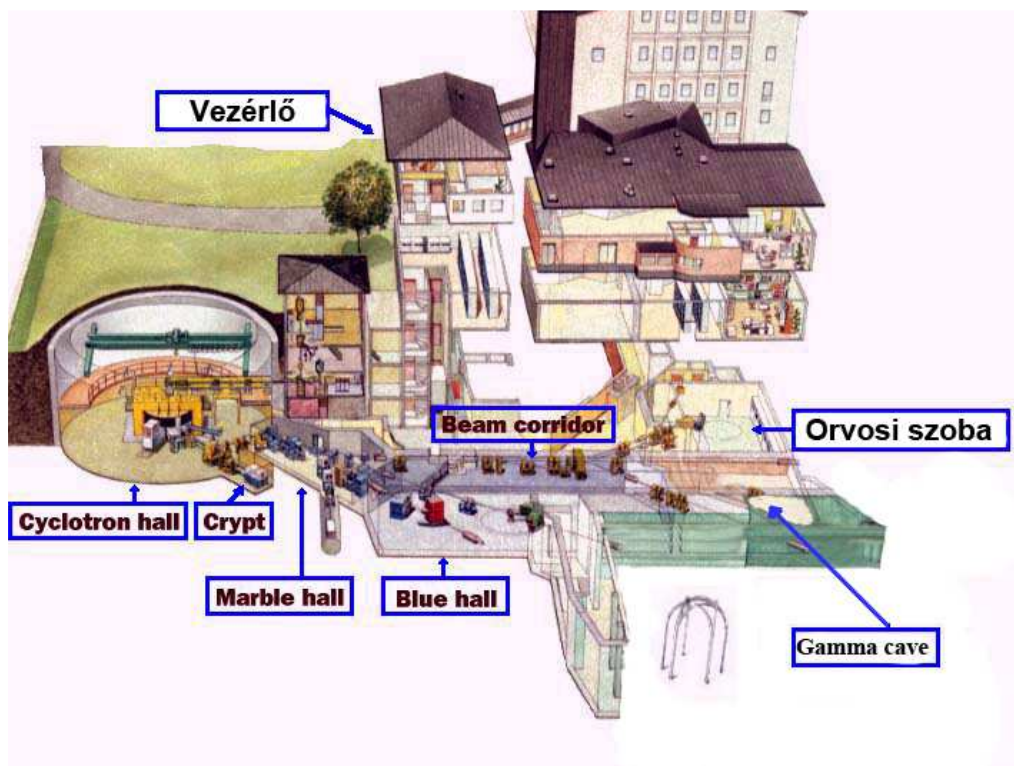 Vezérlő
Beam corridor
Orvosi szoba
Cyclotron hall
Crypt
Marble hall
Blue hall
Gamma cave